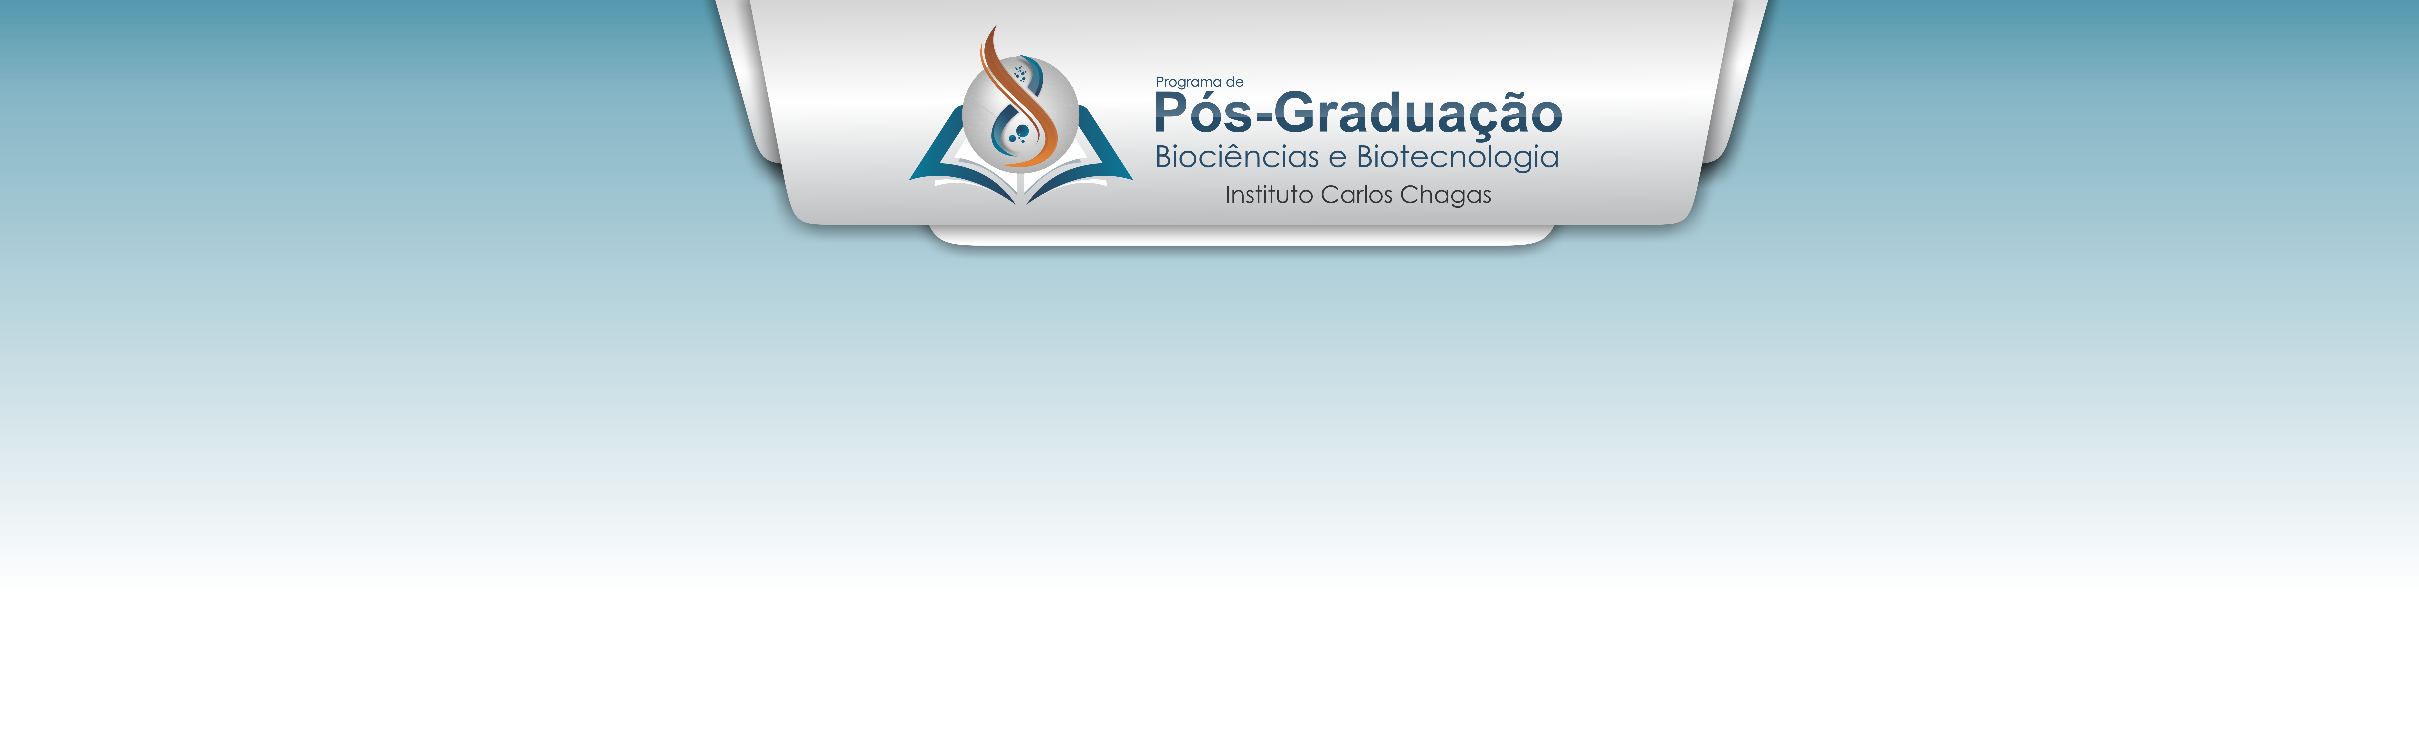 Programa de
Pós-Graduação
Biociências e Biotecnologia
Instituto Carlos Chagas